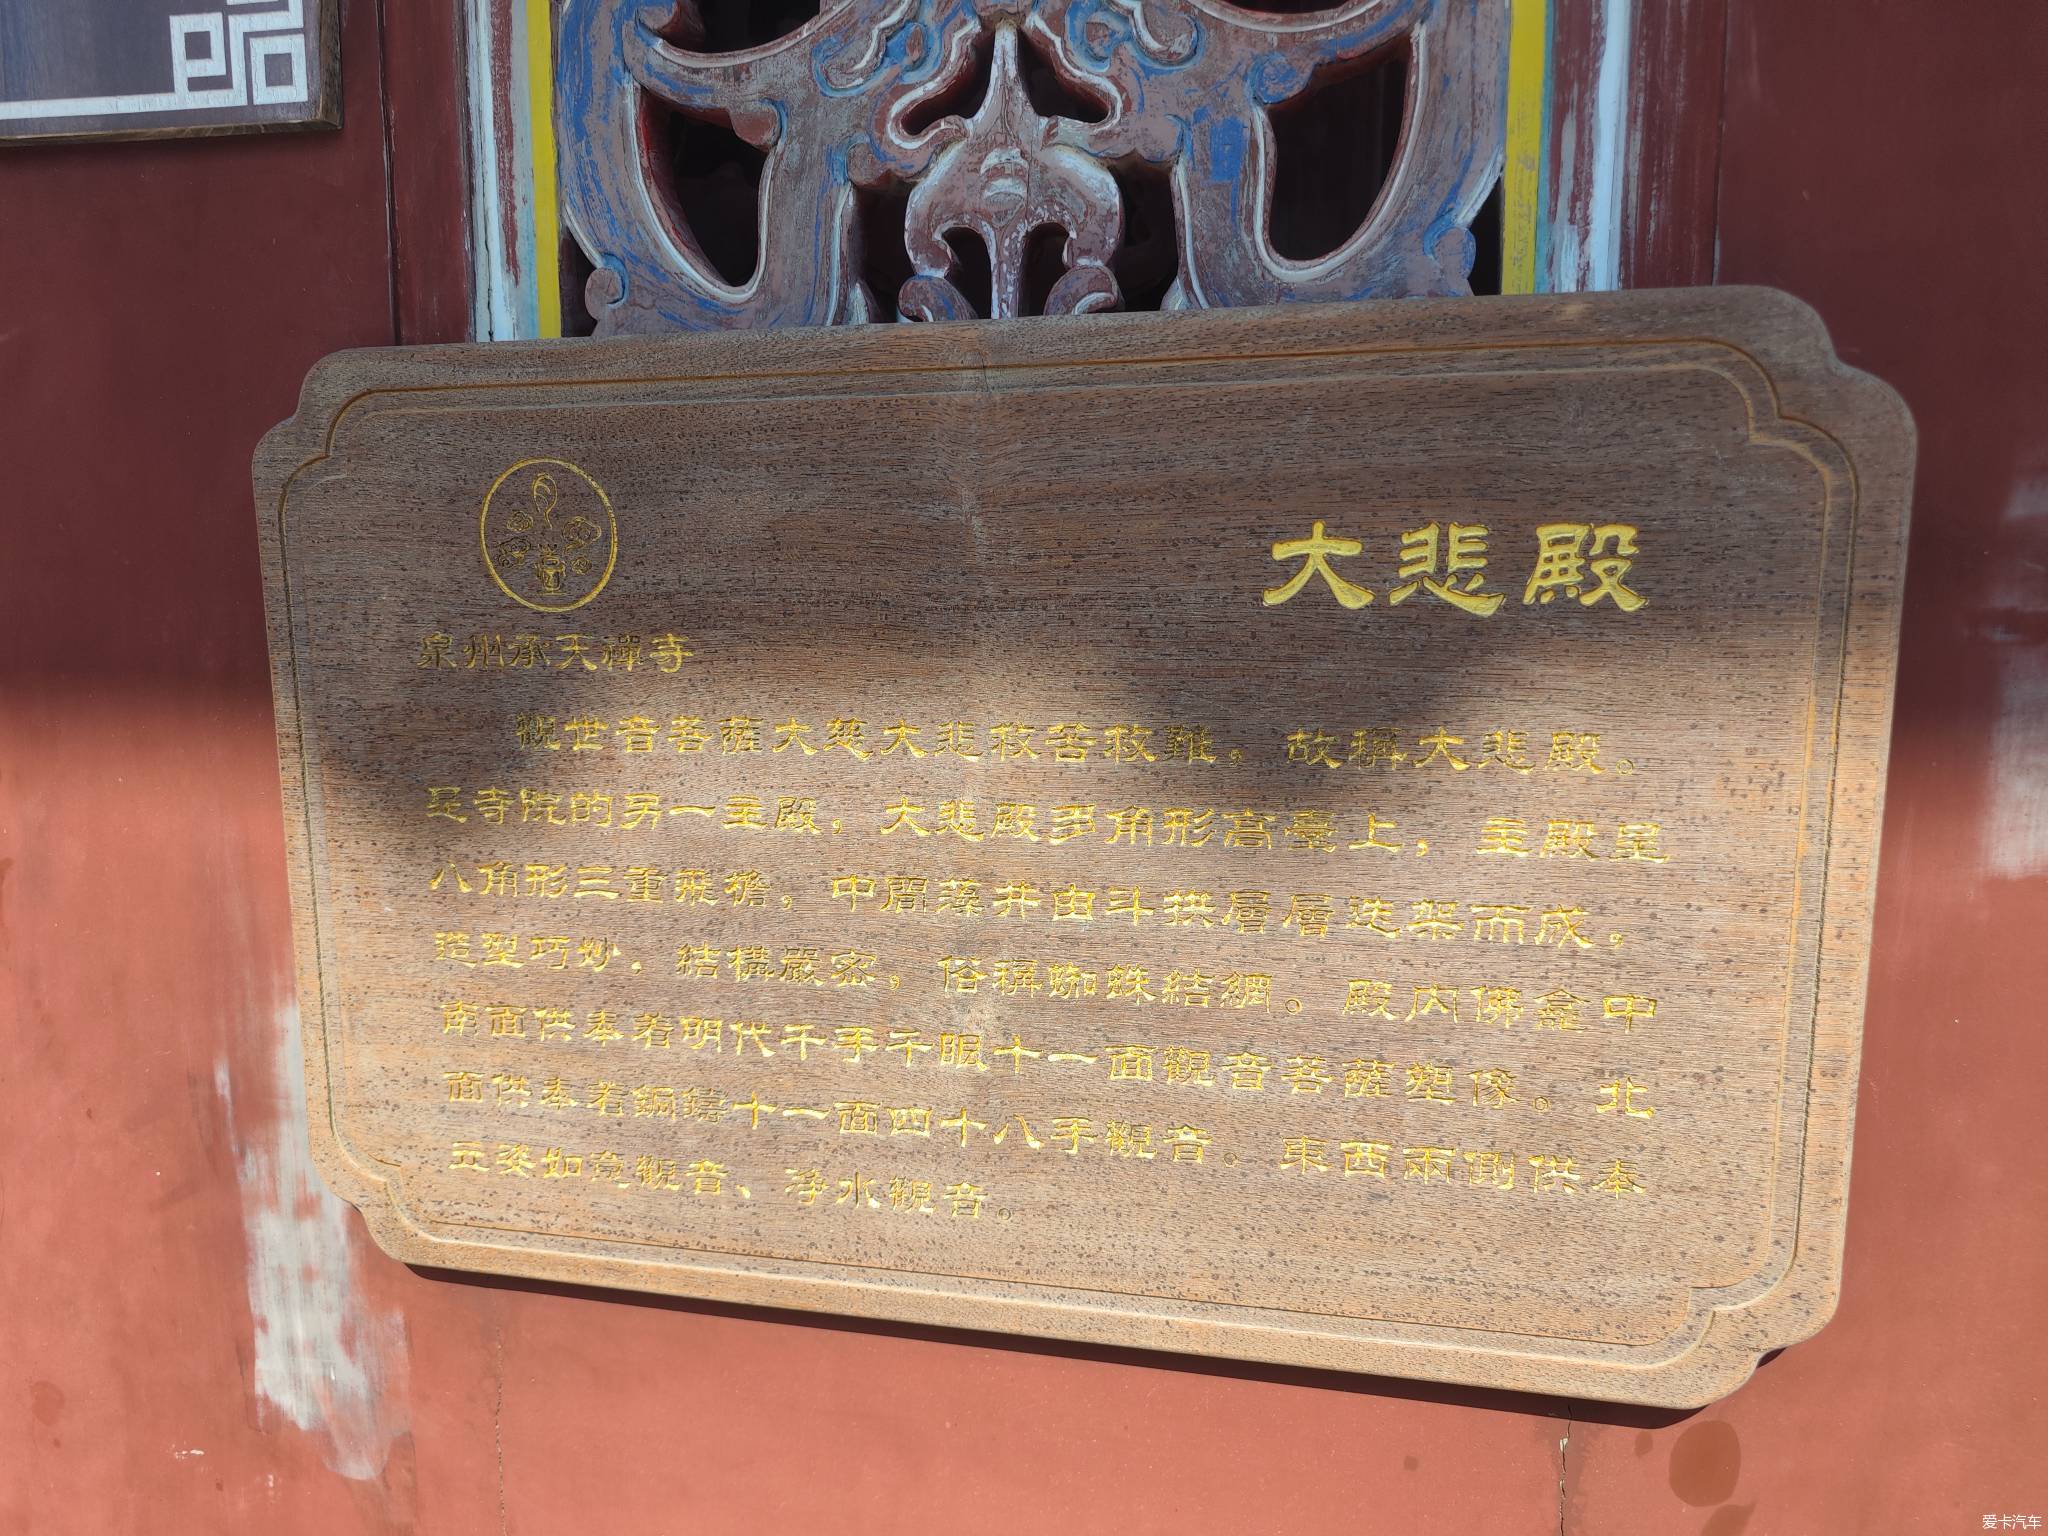 大悲殿
泉州承天禪寺
觀世音菩薩大慈大悲救苦救難，故稱大悲殿。
是寺院的另一主殿，大悲殿多角形高臺上，主殿呈
八角形三重飛檐，中間藻井由斗拱層層迭架而成，
造型巧妙，結構嚴密，俗稱蜘蛛結網。殿内佛龕中
南面供奉着明代千手千眼十一面觀音菩薩塑像。北
面供奉着銅鑄十一面四十八手觀音。東西兩側供奉
立姿如意觀音、淨水觀音。
爱卡汽车